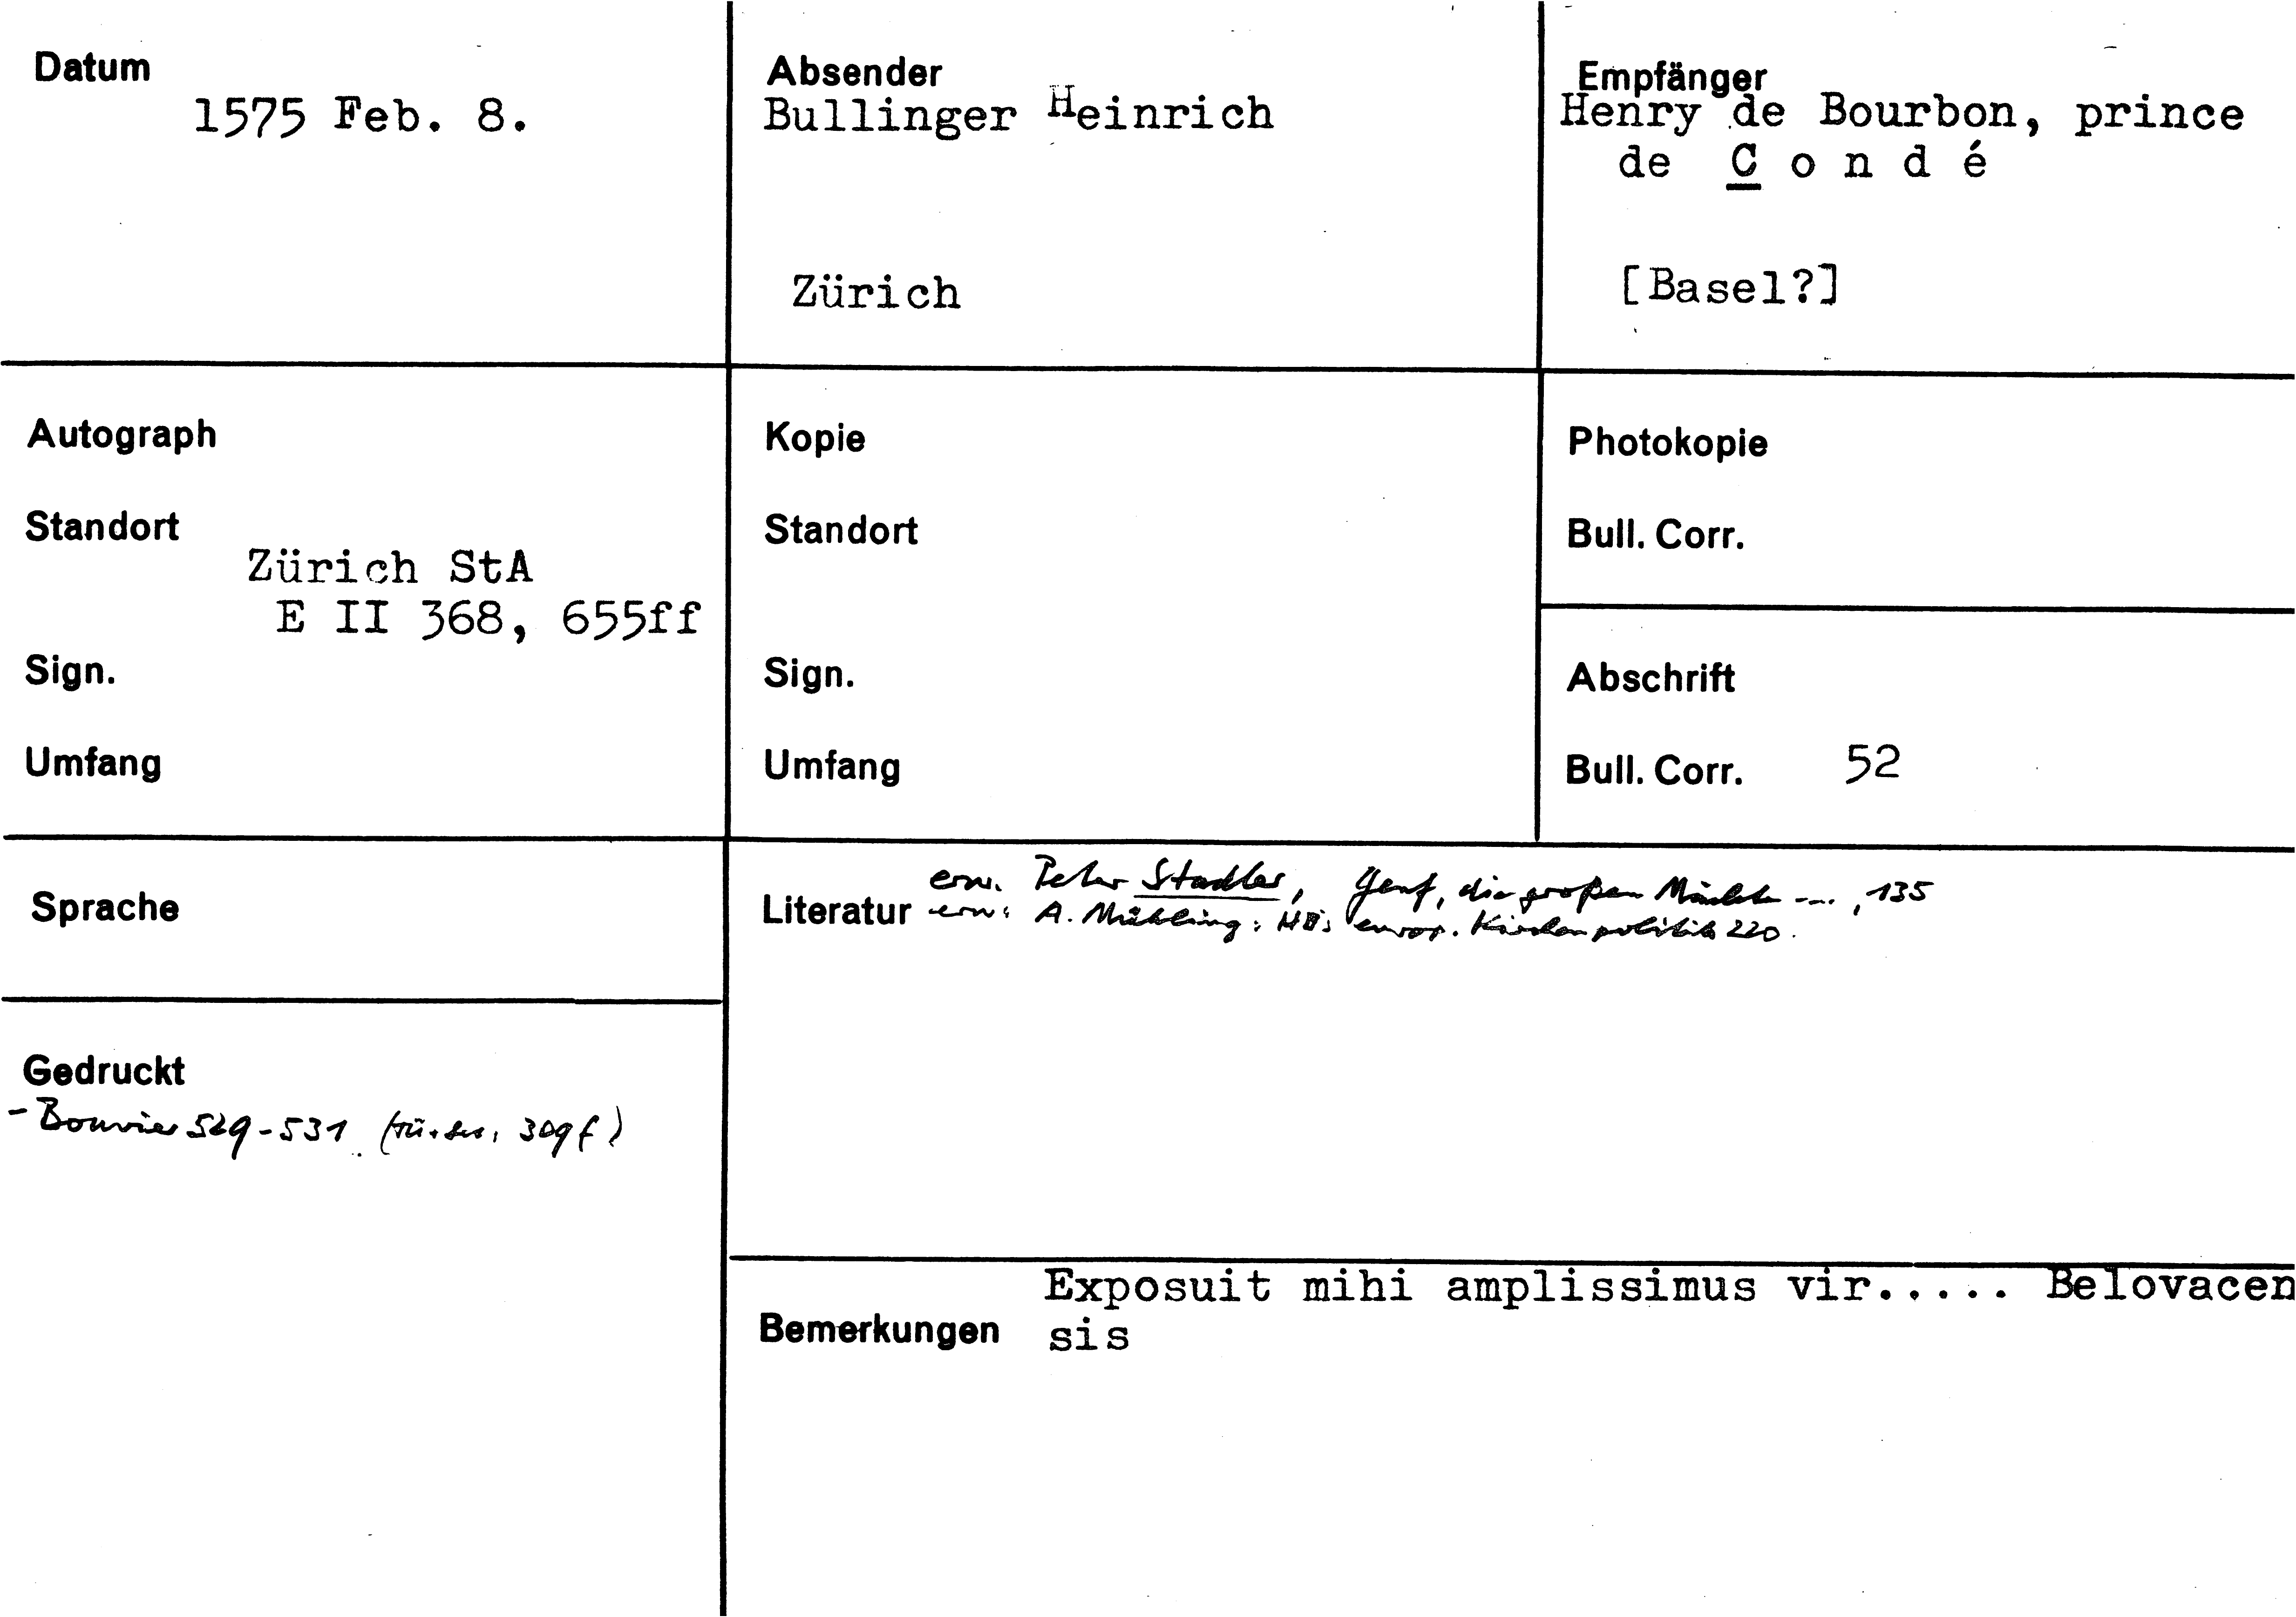 Datum
1575 Feb. 8.
Absender
Bullinger Heinrich
Zürich
Empfänger
Henry de Bourbon, prince
de C o n d é
[Basel?]
Autograph
Standort
Zürich StA
E II 368, 655ff
Sign.
Umfang
Kopie
Standort
Sign.
Umfang
Photokopie
Bull. Corr.
Abschrift
Bull. Corr. 52
Sprache
Gedruckt
- Bouvier 529-531 309f)
Literatur
erw. Peter Stadler, Genf, die großen Mächte ..., 135
erw. A. Mühling: HBs europ. Kirchenpolitik 220.
Bemerkungen
Exposuit mihi amplissimus vir..... Belovacen
sis